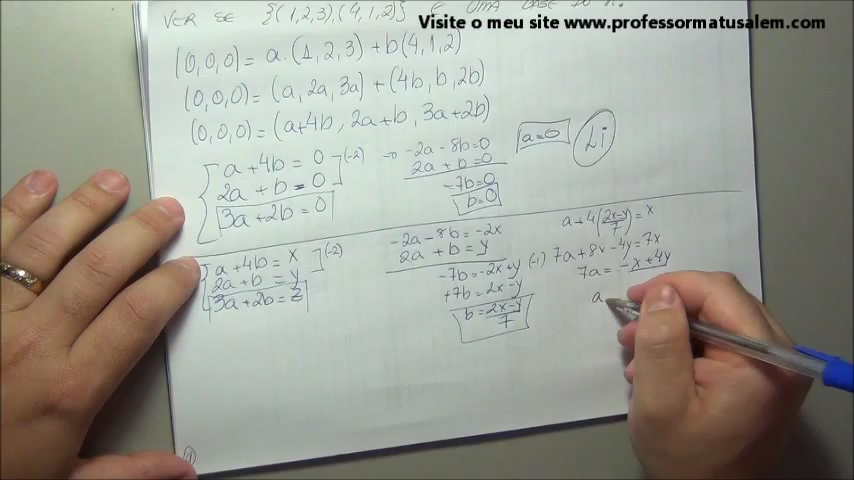 Visite o meu site www.professormatusalem.com
VER SE {(1,2,3),(4,1,2)} É UMA BASE DO
(0,0,0) = a.(1,2,3) + b(4,1,2)
(0,0,0) = (a, 2a, 3a) + (4b, b, 2b)
(0,0,0) = (a+4b, 2a+b, 3a+2b)
a + 4b = 0 (-2)
2a + b = 0
3a + 2b = 0
-2a - 8b = 0
2a + b = 0
-7b = 0
b = 0
a = 0
Li
a + 4b = x (-2)
2a + b = y
3a + 2b = z
-2a - 8b = -2x
2a + b = y
-7b = -2x + y (-1)
+7b = 2x - y
b = 2x-y/7
a + 4(2x-y/7) = x
7a + 8x - 4y = 7x
7a = -x + 4y
a